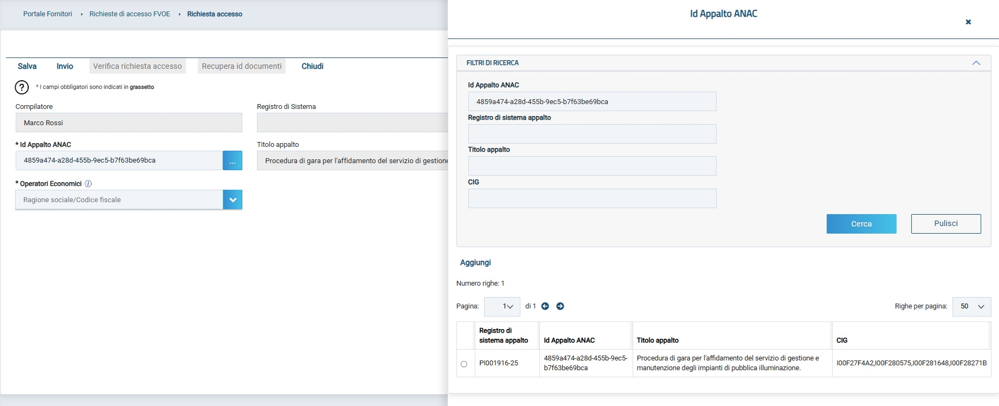 Portale Fornitori
Richieste di accesso FVOE
Richiesta accesso
Salva
Invio
Verifica richiesta accesso
Recupera id documenti
Chiudi
* I campi obbligatori sono indicati in grassetto
Compilatore
Registro di Sistema
Marco Rossi
* Id Appalto ANAC
Titolo appalto
4859a474-a28d-455b-9ec5-b7f63be69bca
...
Procedura di gara per l'affidamento del servizio di gestione
* Operatori Economici
Ragione sociale/Codice fiscale
Id Appalto ANAC
FILTRI DI RICERCA
Id Appalto ANAC
4859a474-a28d-455b-9ec5-b7f63be69bca
Registro di sistema appalto
Titolo appalto
CIG
Cerca
Pulisci
Aggiungi
Numero righe: 1
Pagina:
1
di 1
Righe per pagina:
50
Registro di
sistema appalto
Id Appalto ANAC
Titolo appalto
CIG
PI001916-25
4859a474-a28d-455b-9ec5-
b7f63be69bca
Procedura di gara per l'affidamento del servizio di gestione e
manutenzione degli impianti di pubblica illuminazione.
I00F27F4A2,I00F280575,I00F281648,I00F28271B